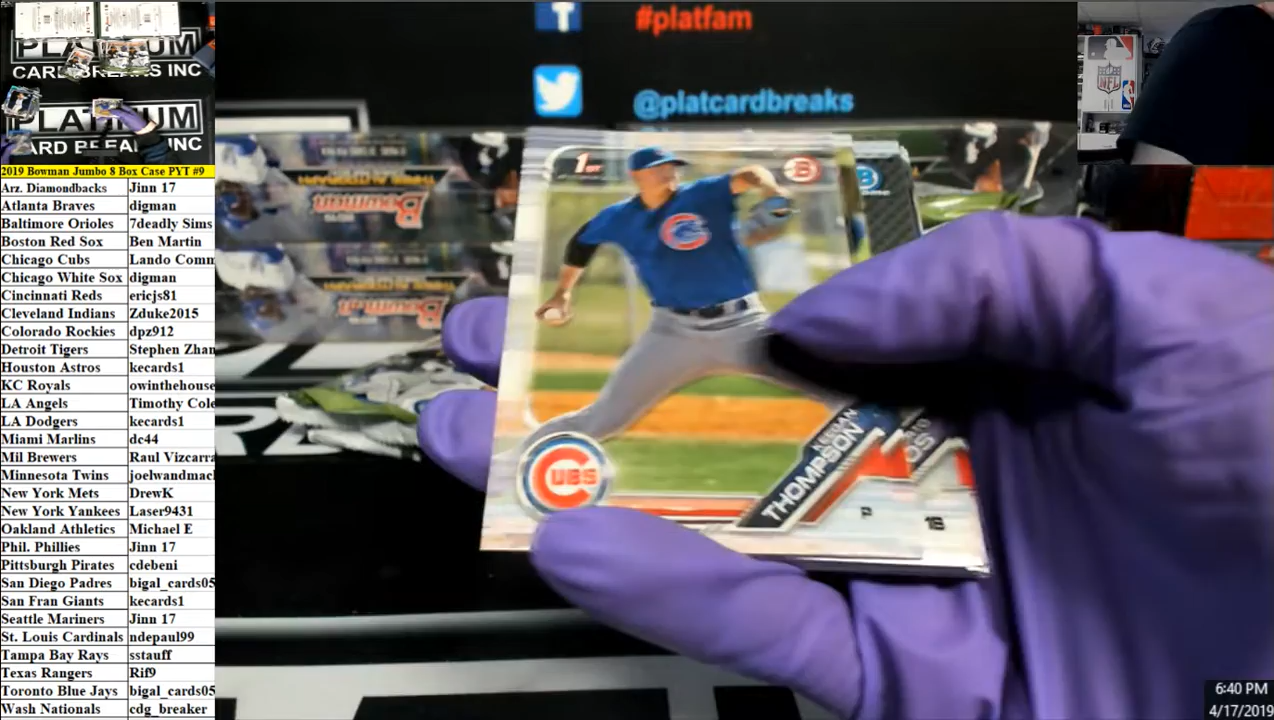 #platfam
@platcardbreaks
PLATINUM
CARD BREAKS INC
PLATINUM
CARD BREA INC
2019 Bowman Jumbo 8 Box Case PYT #9
Arz. Diamondbacks Jinn 17
Atlanta Braves digman
Baltimore Orioles 7deadly Sims
Boston Red Sox Ben Martin
Chicago Cubs Lando Comm
Chicago White Sox digman
Cincinnati Reds ericjs81
Cleveland Indians Zduke2015
Colorado Rockies dpz912
Detroit Tigers Stephen Zhan
Houston Astros kecards1
KC Royals owinthehouse
LA Angels Timothy Cole
LA Dodgers kecards1
Miami Marlins dc44
Mil Brewers Raul Vizcarra
Minnesota Twins joelwandmac
New York Mets DrewK
New York Yankees Laser9431
Oakland Athletics Michael E
Phil. Phillies Jinn 17
Pittsburgh Pirates cdebeni
San Diego Padres bigal_cards05
San Fran Giants kecards1
Seattle Mariners Jinn 17
St. Louis Cardinals ndepaul99
Tampa Bay Rays sstauff
Texas Rangers Rif9
Toronto Blue Jays bigal_cards05
Wash Nationals cdg_breaker
Bowman
Bowman
1ST
B
NFL
CUBS
KEEGAN
THOMPSON
P
6:40 PM
4/17/2019